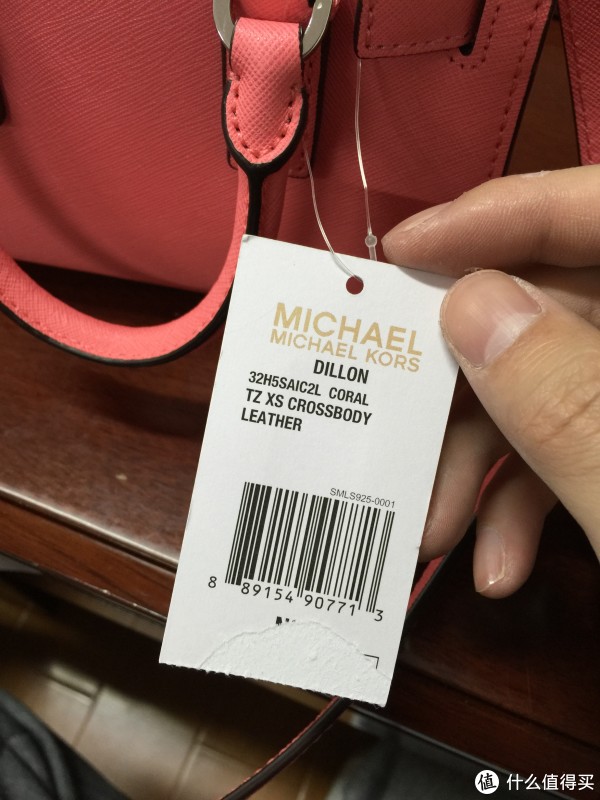 MICHAEL
MICHAEL KORS
DILLON
32H5SAIC2L CORAL
TZ XS CROSSBODY
LEATHER
SMLS925-0001
8 89154 90771 3
值 什么值得买